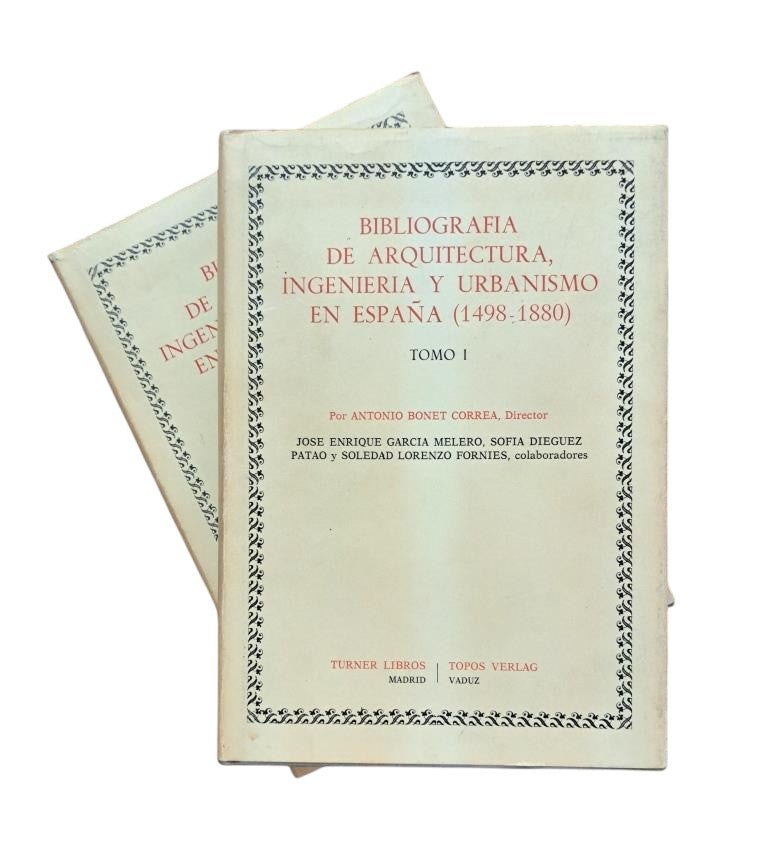 BIBLIOGRAFIA
DE ARQUITECTURA,
INGENIERIA Y URBANISMO
EN ESPAÑA (1498-1880)
TOMO I
Por ANTONIO BONET CORREA, Director
JOSE ENRIQUE GARCIA MELERO, SOFIA DIEGUEZ
PATAO y SOLEDAD LORENZO FORNIES, colaboradores
TURNER LIBROS
MADRID
TOPOS VERLAG
VADUZ
DE